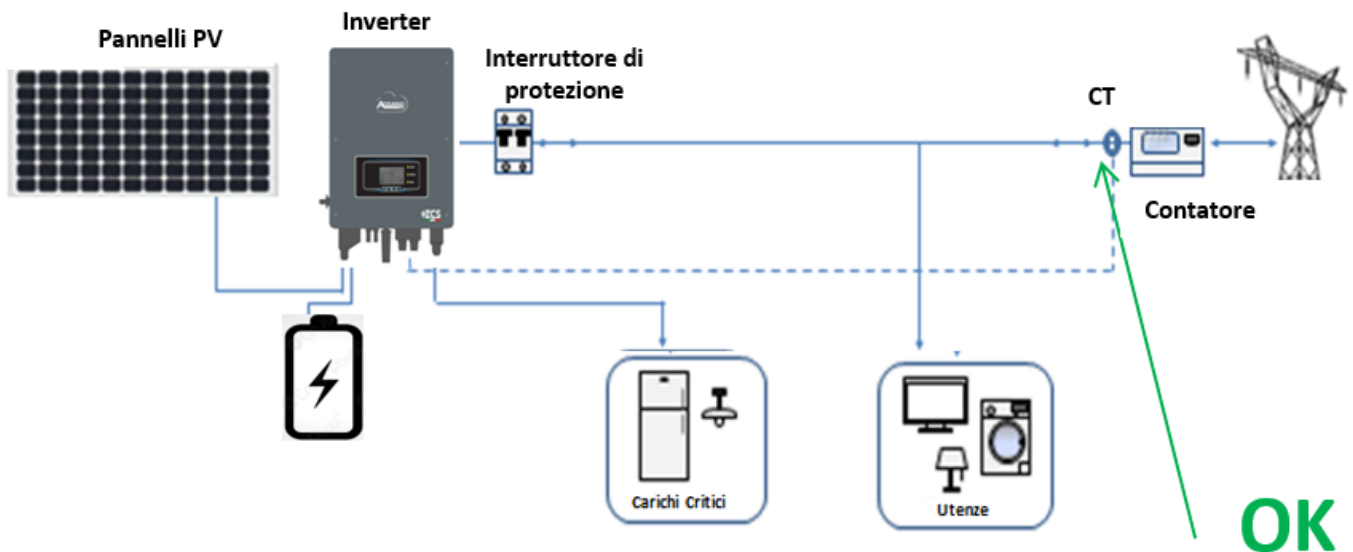 Pannelli PV
Inverter
Interruttore di
protezione
CT
Contatore
Carichi Critici
Utenze
OK